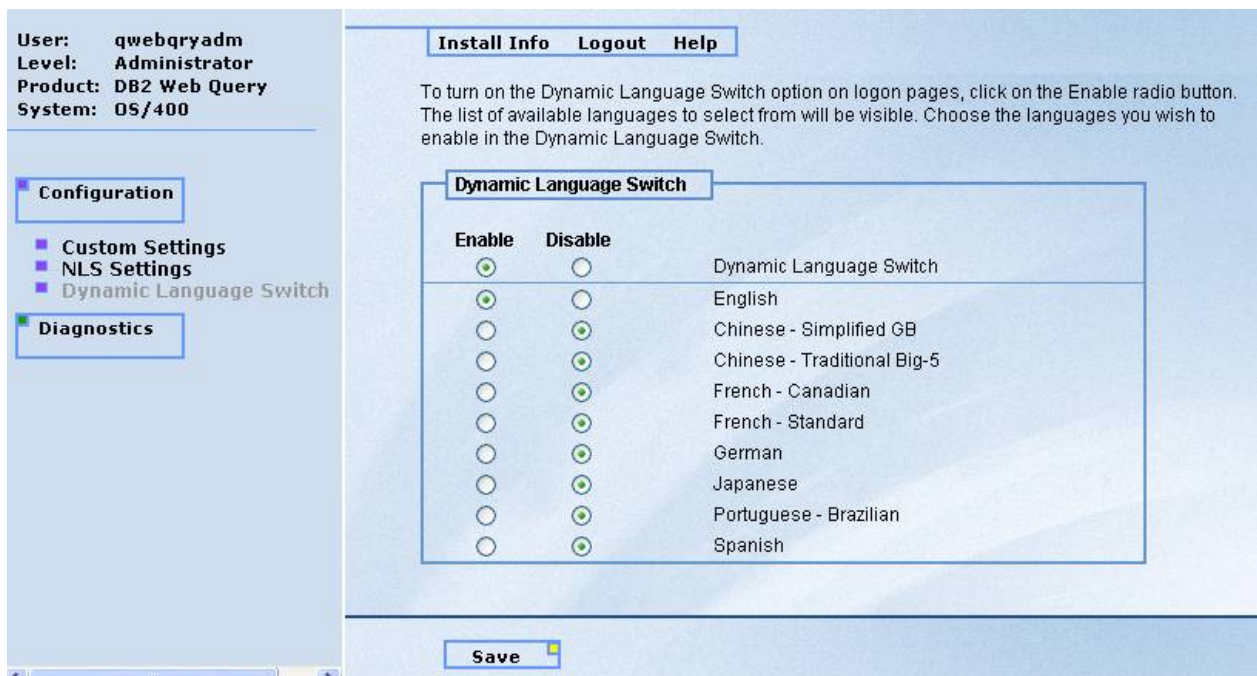 User: qwebqryadm
Level: Administrator
Product: DB2 Web Query
System: OS/400
Configuration
Custom Settings
NLS Settings
Dynamic Language Switch
Diagnostics
Install Info Logout Help
To turn on the Dynamic Language Switch option on logon pages, click on the Enable radio button.
The list of available languages to select from will be visible. Choose the languages you wish to
enable in the Dynamic Language Switch.
Dynamic Language Switch
Enable Disable
Dynamic Language Switch
English
Chinese - Simplified GB
Chinese - Traditional Big-5
French - Canadian
French - Standard
German
Japanese
Portuguese - Brazilian
Spanish
Save